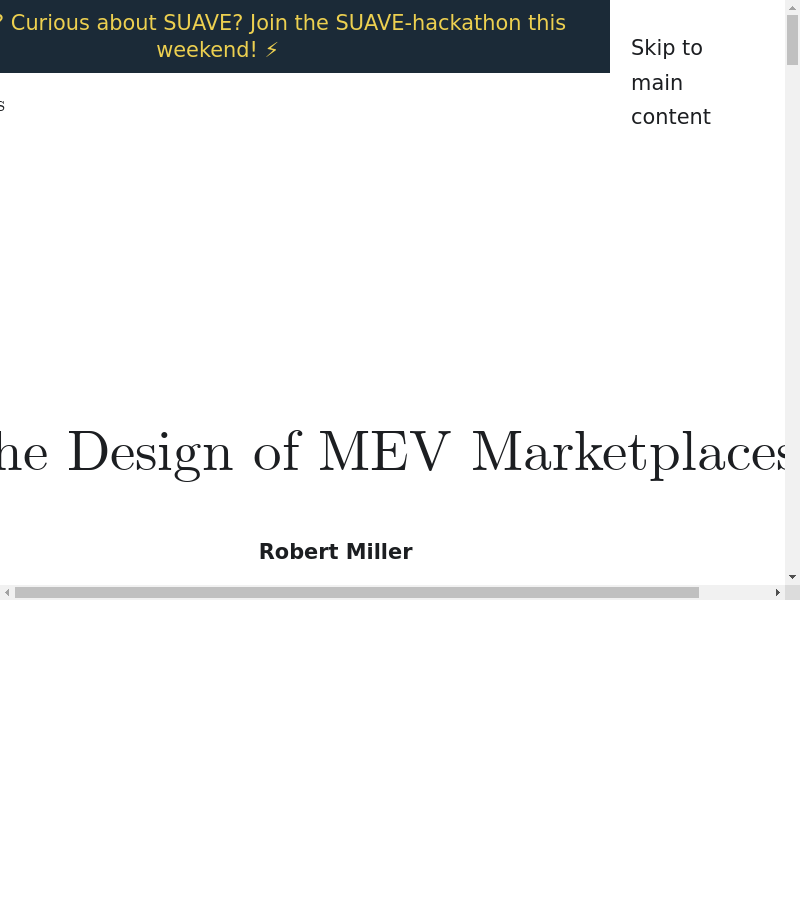 ? Curious about SUAVE? Join the SUAVE-hackathon this
weekend! ⚡
Skip to
main
content
s
he Design of MEV Marketplaces
Robert Miller